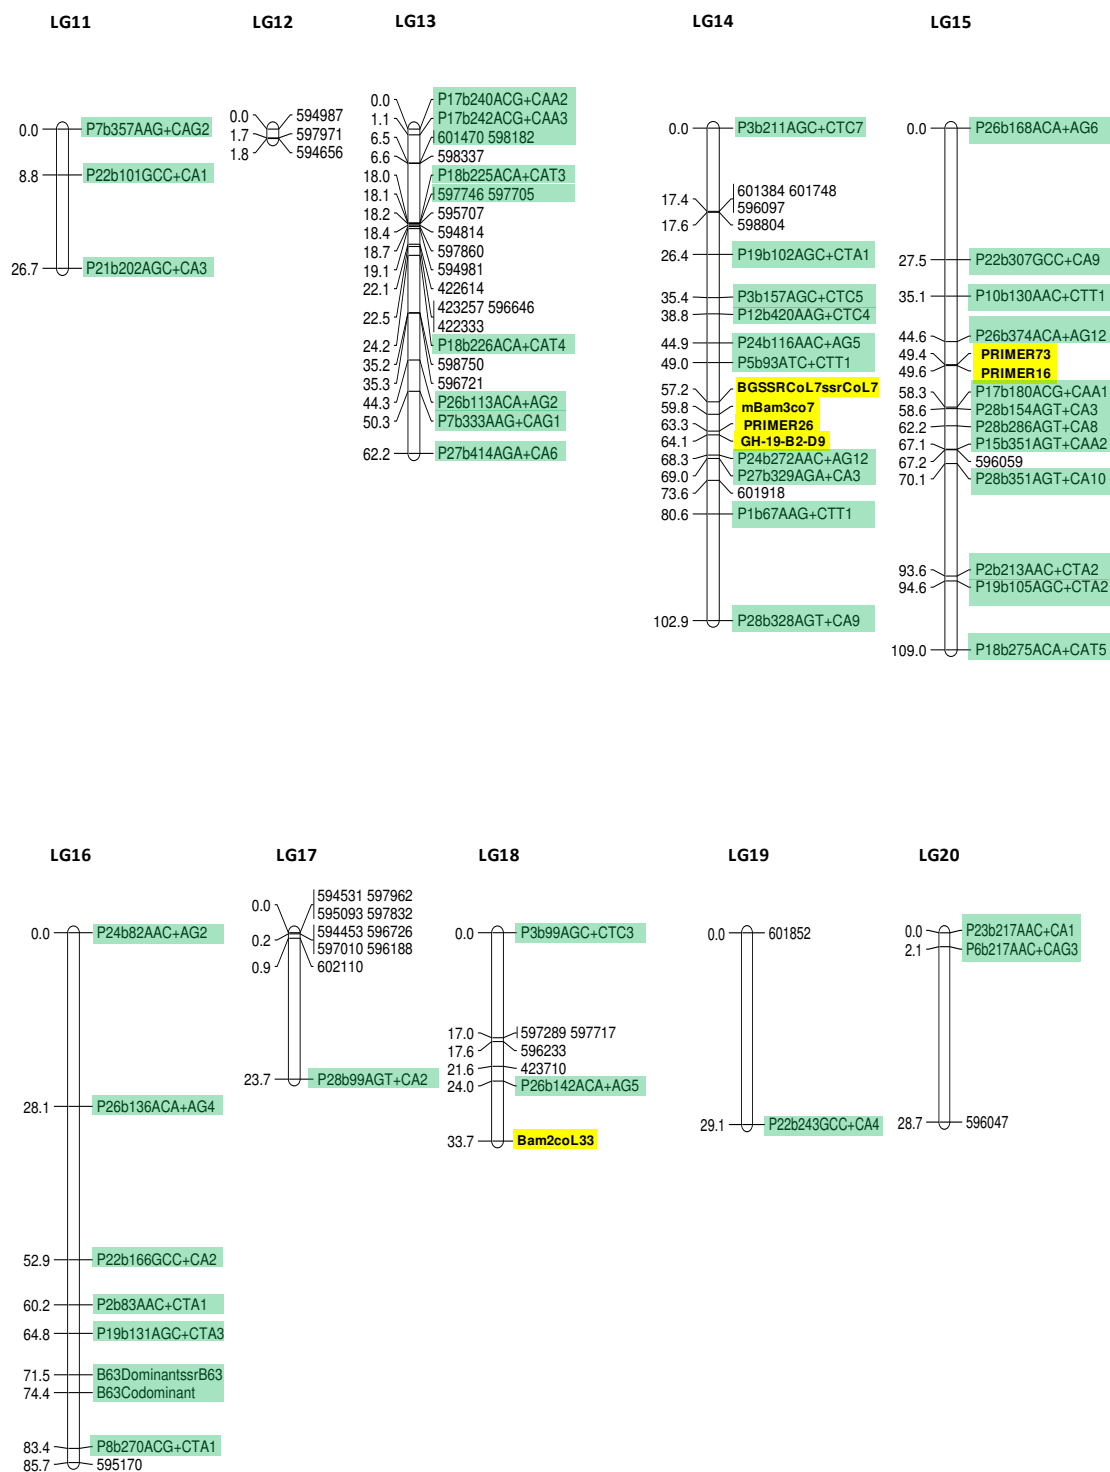 LG11
0.0 P7b357AAG+CAG2
8.8 P22b101GCC+CA1
26.7 P21b202AGC+CA3
LG12
0.0 594987
1.7 597971
1.8 594656
LG13
0.0 P17b240ACG+CAA2
1.1 P17b242ACG+CAA3
6.5 601470 598182
6.6 598337
18.0 P18b225ACA+CAT3
18.1 597746 597705
18.2 595707
18.4 594814
18.7 597860
19.1 594981
22.1 422614
22.5 423257 596646
422333
24.2 P18b226ACA+CAT4
35.2 598750
35.3 596721
44.3 P26b113ACA+AG2
50.3 P7b333AAG+CAG1
62.2 P27b414AGA+CA6
LG14
0.0 P3b211AGC+CTC7
17.4 601384 601748
596097
17.6 598804
26.4 P19b102AGC+CTA1
35.4 P3b157AGC+CTC5
38.8 P12b420AAG+CTC4
44.9 P24b116AAC+AG5
49.0 P5b93ATC+CTT1
57.2 BGSSRCoL7ssrCoL7
59.8 mBam3co7
63.3 PRIMER26
64.1 GH-19-B2-D9
68.3 P24b272AAC+AG12
69.0 P27b329AGA+CA3
73.6 601918
80.6 P1b67AAG+CTT1
102.9 P28b328AGT+CA9
LG15
0.0 P26b168ACA+AG6
27.5 P22b307GCC+CA9
35.1 P10b130AAC+CTT1
44.6 P26b374ACA+AG12
49.4 PRIMER73
49.6 PRIMER16
58.3 P17b180ACG+CAA1
58.6 P28b154AGT+CA3
62.2 P28b286AGT+CA8
67.1 P15b351AGT+CAA2
67.2 596059
70.1 P28b351AGT+CA10
93.6 P2b213AAC+CTA2
94.6 P19b105AGC+CTA2
109.0 P18b275ACA+CAT5
LG16
0.0 P24b82AAC+AG2
28.1 P26b136ACA+AG4
52.9 P22b166GCC+CA2
60.2 P2b83AAC+CTA1
64.8 P19b131AGC+CTA3
71.5 B63DominantssrB63
74.4 B63Codominant
83.4 P8b270ACG+CTA1
85.7 595170
LG17
0.0 594531 597962
595093 597832
0.2 594453 596726
597010 596188
0.9 602110
23.7 P28b99AGT+CA2
LG18
0.0 P3b99AGC+CTC3
17.0 597289 597717
17.6 596233
21.6 423710
24.0 P26b142ACA+AG5
33.7 Bam2coL33
LG19
0.0 601852
29.1 P22b243GCC+CA4
LG20
0.0 P23b217AAC+CA1
2.1 P6b217AAC+CAG3
28.7 596047